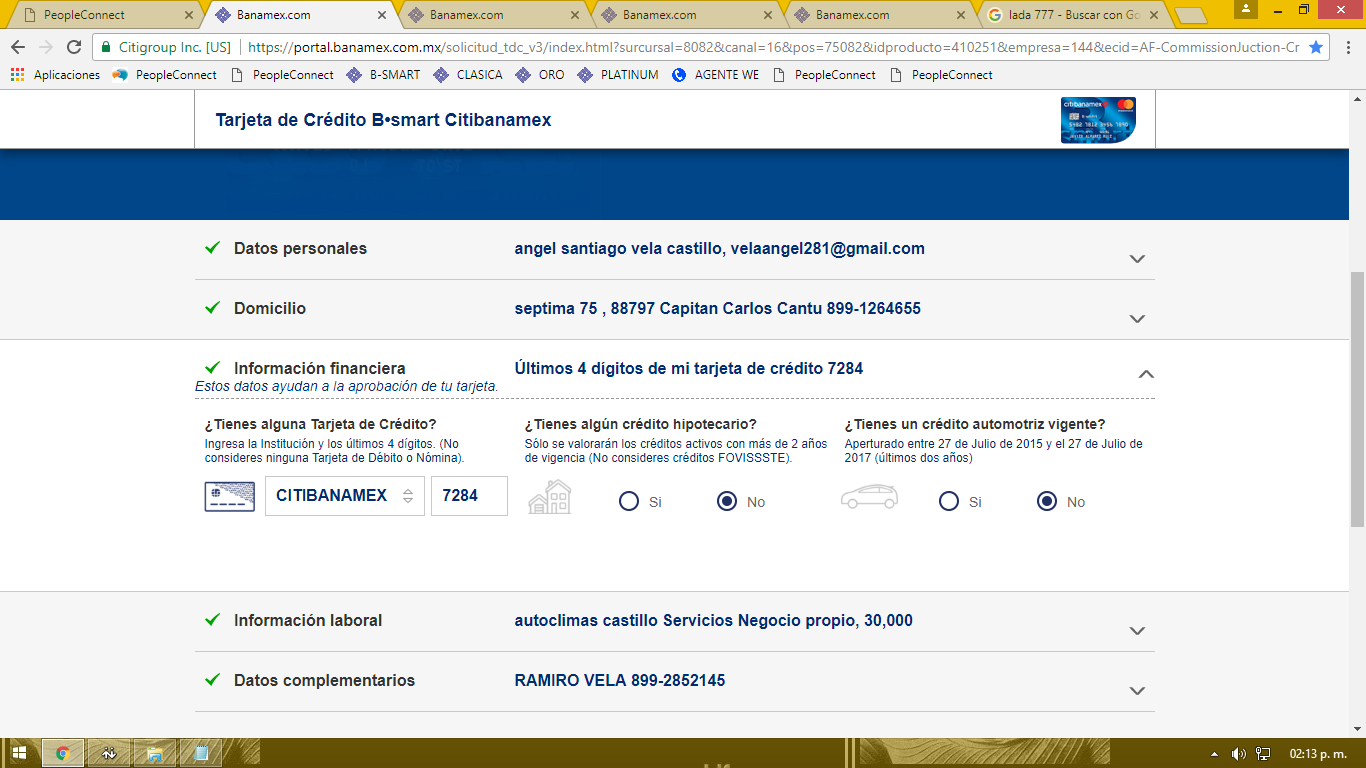 PeopleConnect
Banamex.com
Banamex.com
Banamex.com
Banamex.com
lada 777 - Buscar con Go
Citigroup Inc. [US]
https://portal.banamex.com.mx/solicitud_tdc_v3/index.html?surcursal=8082&canal=16&pos=75082&idproducto=410251&empresa=144&ecid=AF-CommissionJuction-Cr
Aplicaciones PeopleConnect PeopleConnect B-SMART CLASICA ORO PLATINUM AGENTE WE PeopleConnect PeopleConnect
Tarjeta de Crédito B•smart Citibanamex
citibanamex
Datos personales angel santiago vela castillo, velaangel281@gmail.com
Domicilio septima 75 , 88797 Capitan Carlos Cantu 899-1264655
Información financiera Últimos 4 dígitos de mi tarjeta de crédito 7284
Estos datos ayudan a la aprobación de tu tarjeta.
¿Tienes alguna Tarjeta de Crédito?
Ingresa la Institución y los últimos 4 dígitos. (No
consideres ninguna Tarjeta de Débito o Nómina).
CITIBANAMEX 7284
¿Tienes algún crédito hipotecario?
Sólo se valorarán los créditos activos con más de 2 años
de vigencia (No consideres créditos FOVISSSTE).
Si No
¿Tienes un crédito automotriz vigente?
Aperturado entre 27 de Julio de 2015 y el 27 de Julio de
2017 (últimos dos años)
Si No
Información laboral autoclimas castillo Servicios Negocio propio, 30,000
Datos complementarios RAMIRO VELA 899-2852145
02:13 p. m.